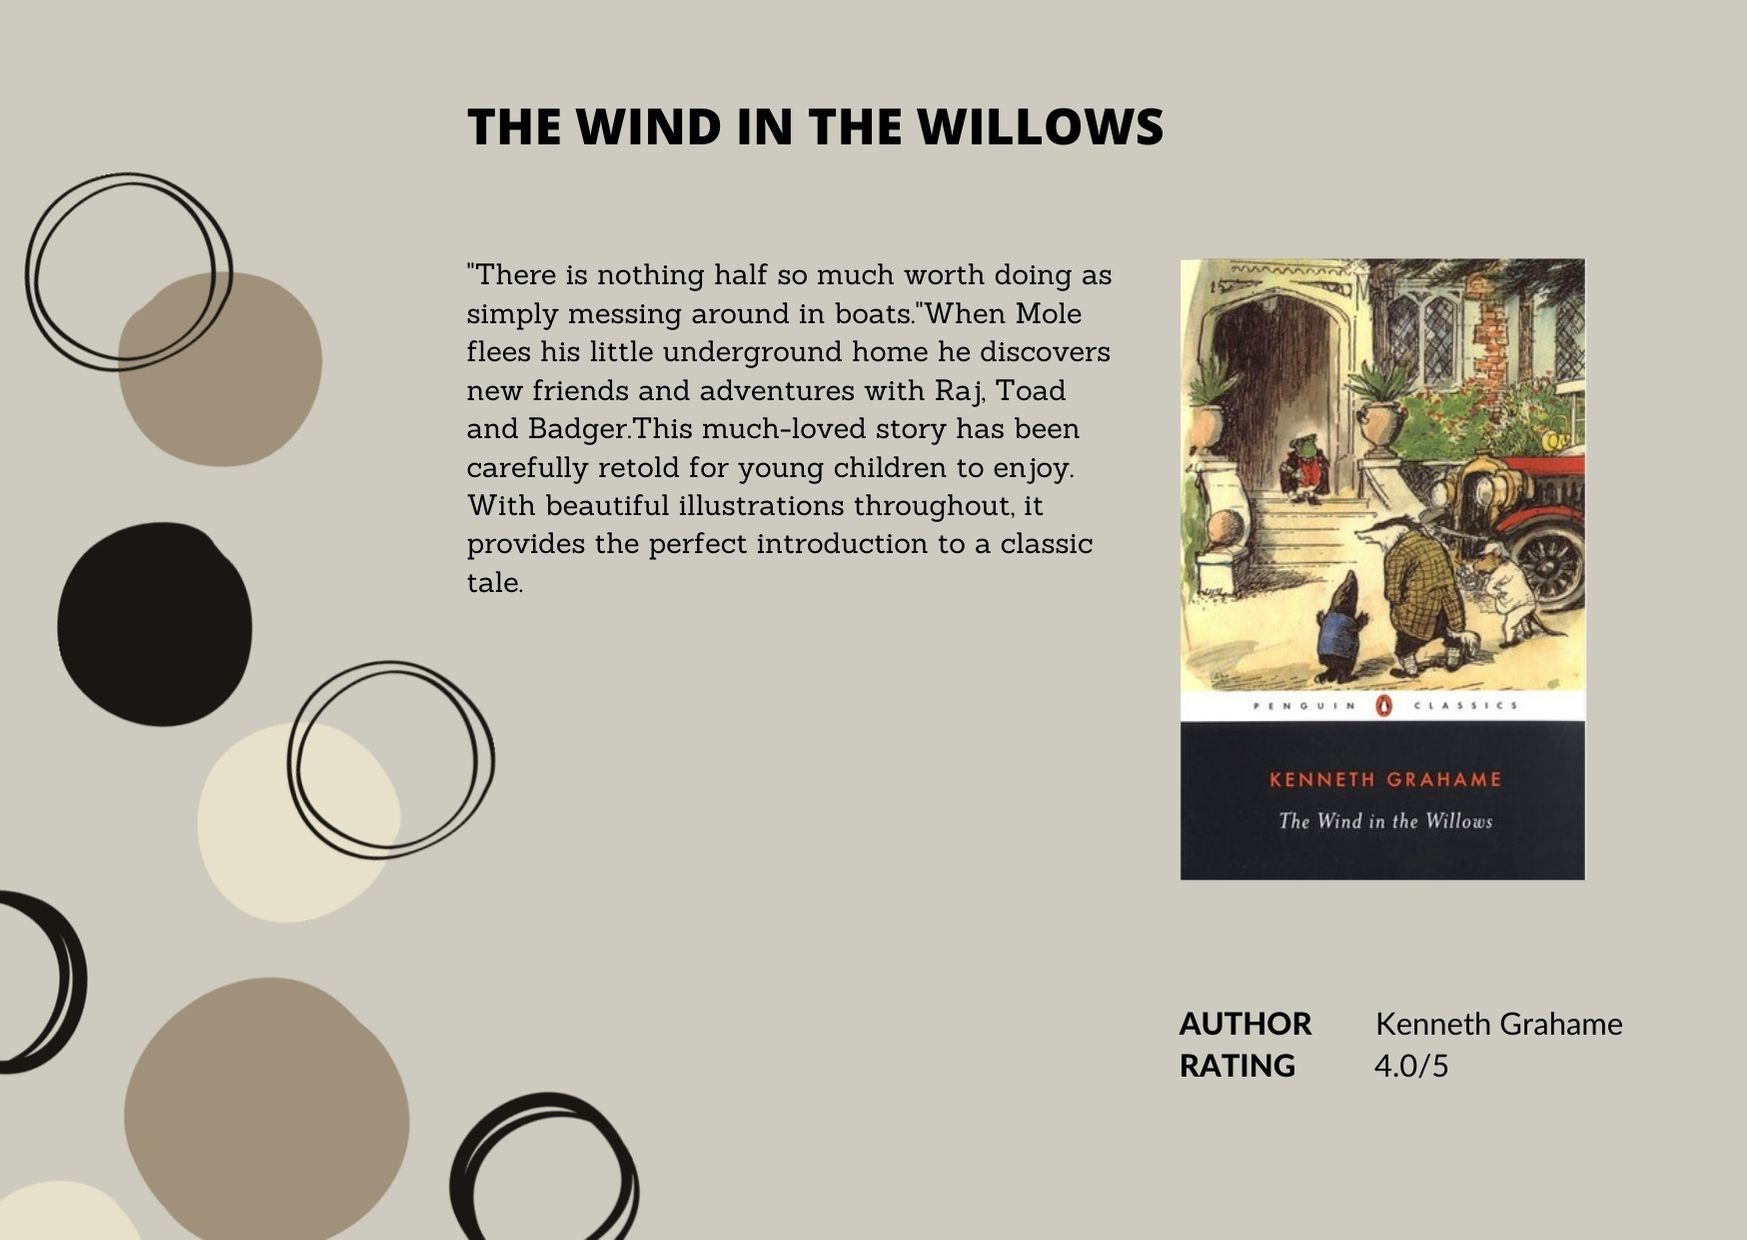 THE WIND IN THE WILLOWS
"There is nothing half so much worth doing as
simply messing around in boats."When Mole
flees his little underground home he discovers
new friends and adventures with Raj, Toad
and Badger.This much-loved story has been
carefully retold for young children to enjoy.
With beautiful illustrations throughout, it
provides the perfect introduction to a classic
tale.
PENGUIN CLASSICS
KENNETH GRAHAME
The Wind in the Willows
AUTHOR Kenneth Grahame
RATING 4.0/5